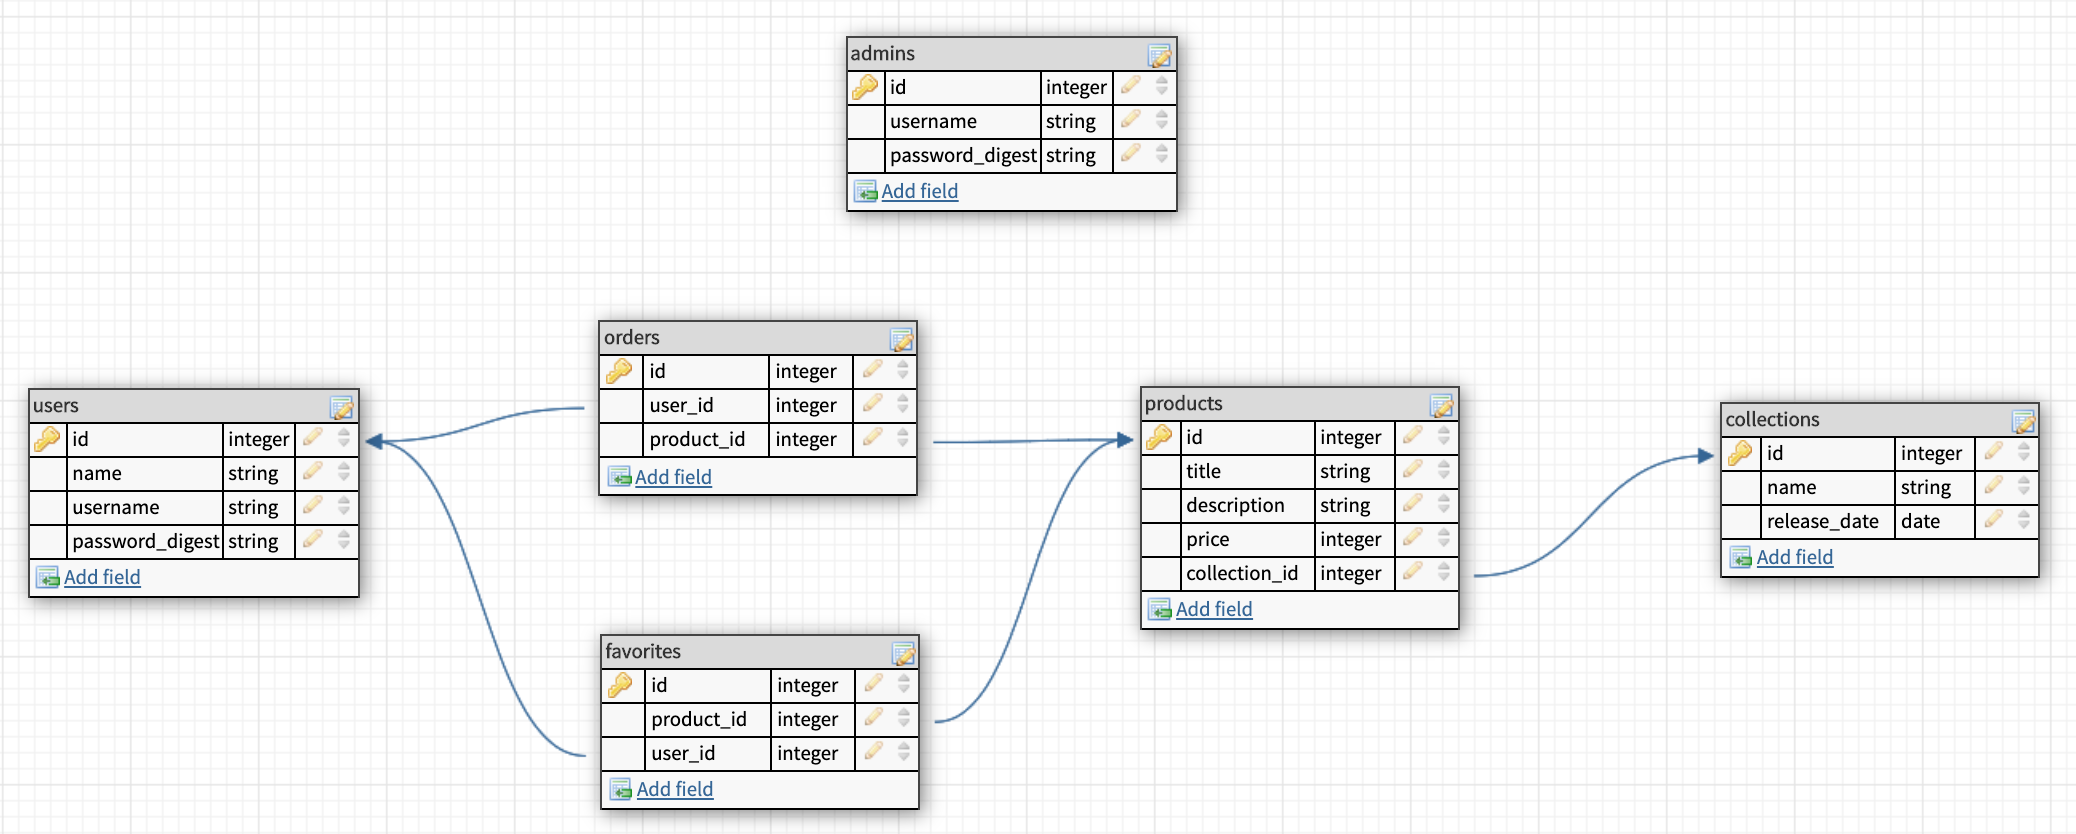 admins
id integer
username string
password_digest string
Add field
orders
id integer
user_id integer
product_id integer
Add field
users
id integer
name string
username string
password_digest string
Add field
products
id integer
title string
description string
price integer
collection_id integer
Add field
collections
id integer
name string
release_date date
Add field
favorites
id integer
product_id integer
user_id integer
Add field